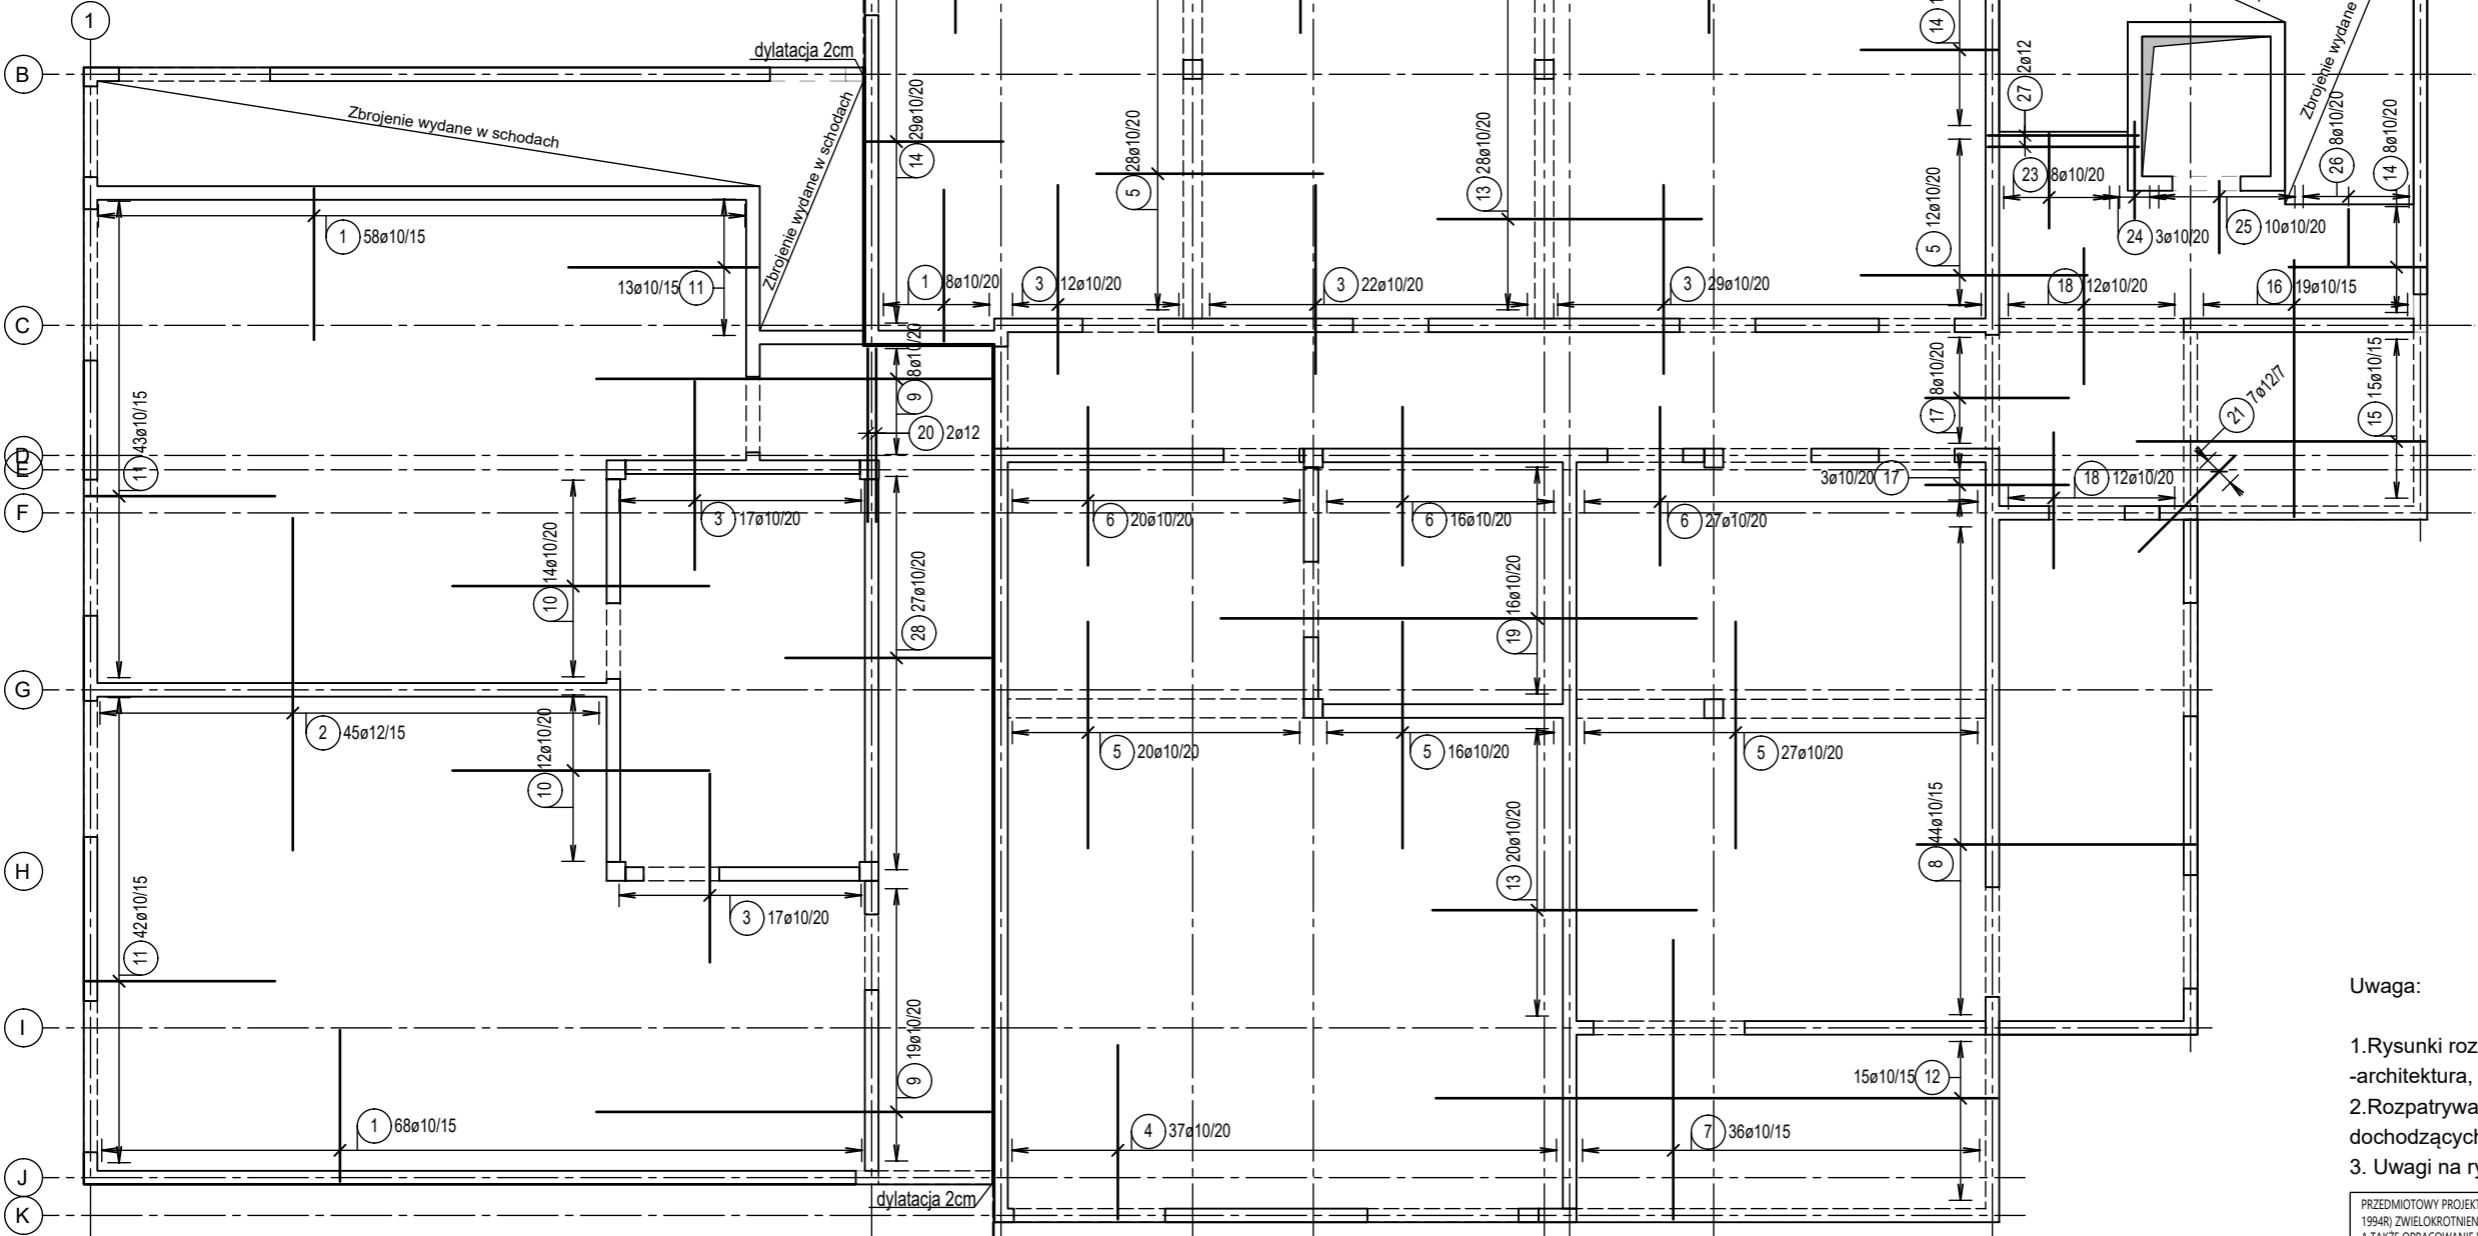 1
B
C
D
E
F
G
H
I
J
K
dylatacja 2cm
Zbrojenie wydane w schodach
Zbrojenie wydane w schodach
Zbrojenie wydane
14 29ø10/20
5 28ø10/20
13 28ø10/20
14
27 2ø12
5 12ø10/20
23 8ø10/20
24 3ø10/20
25 10ø10/20
26 8ø10/20
14 8ø10/20
1 58ø10/15
13ø10/15 11
1 8ø10/20
3 12ø10/20
3 22ø10/20
3 29ø10/20
18 12ø10/20
16 19ø10/15
11 43ø10/15
9 8ø10/20
20 2ø12
17 8ø10/20
15 15ø10/15
21 7ø12/7
3ø10/20 17
18 12ø10/20
3 17ø10/20
6 20ø10/20
6 16ø10/20
6 27ø10/20
10 14ø10/20
28 27ø10/20
19 16ø10/20
2 45ø12/15
10 12ø10/20
5 20ø10/20
5 16ø10/20
5 27ø10/20
13 20ø10/20
8 44ø10/15
3 17ø10/20
11 42ø10/15
9 19ø10/20
15ø10/15 12
1 68ø10/15
4 37ø10/20
7 36ø10/15
dylatacja 2cm
Uwaga:
1.Rysunki roz
-architektura,
2.Rozpatrywa
dochodzących
3. Uwagi na ry
PRZEDMIOTOWY PROJEKT
1994R) ZWIELOKROTNIEN